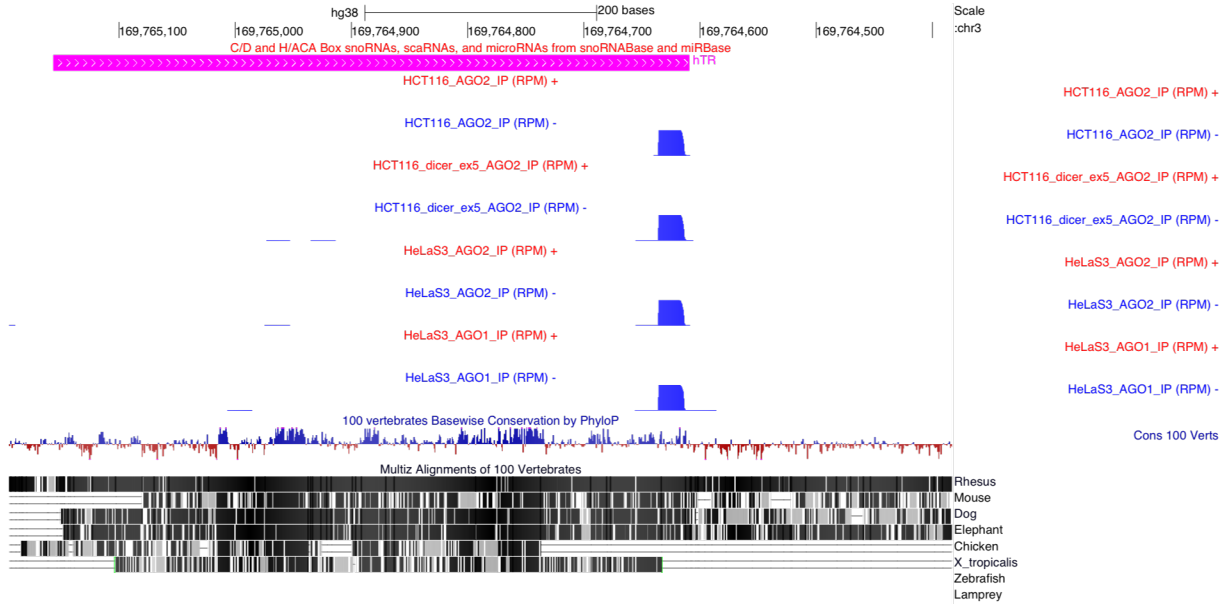 hg38 200 bases Scale
|169,765,100 |169,765,000 |169,764,900 |169,764,800 |169,764,700 |169,764,600 |169,764,500 | :chr3
C/D and H/ACA Box snoRNAs, scaRNAs, and microRNAs from snoRNABase and miRBase
hTR
HCT116_AGO2_IP (RPM) + HCT116_AGO2_IP (RPM) +
HCT116_AGO2_IP (RPM) - HCT116_AGO2_IP (RPM) -
HCT116_dicer_ex5_AGO2_IP (RPM) + HCT116_dicer_ex5_AGO2_IP (RPM) +
HCT116_dicer_ex5_AGO2_IP (RPM) - HCT116_dicer_ex5_AGO2_IP (RPM) -
HeLaS3_AGO2_IP (RPM) + HeLaS3_AGO2_IP (RPM) +
HeLaS3_AGO2_IP (RPM) - HeLaS3_AGO2_IP (RPM) -
HeLaS3_AGO1_IP (RPM) + HeLaS3_AGO1_IP (RPM) +
HeLaS3_AGO1_IP (RPM) - HeLaS3_AGO1_IP (RPM) -
100 vertebrates Basewise Conservation by PhyloP Cons 100 Verts
Multiz Alignments of 100 Vertebrates
Rhesus
Mouse
Dog
Elephant
Chicken
X_tropicalis
Zebrafish
Lamprey